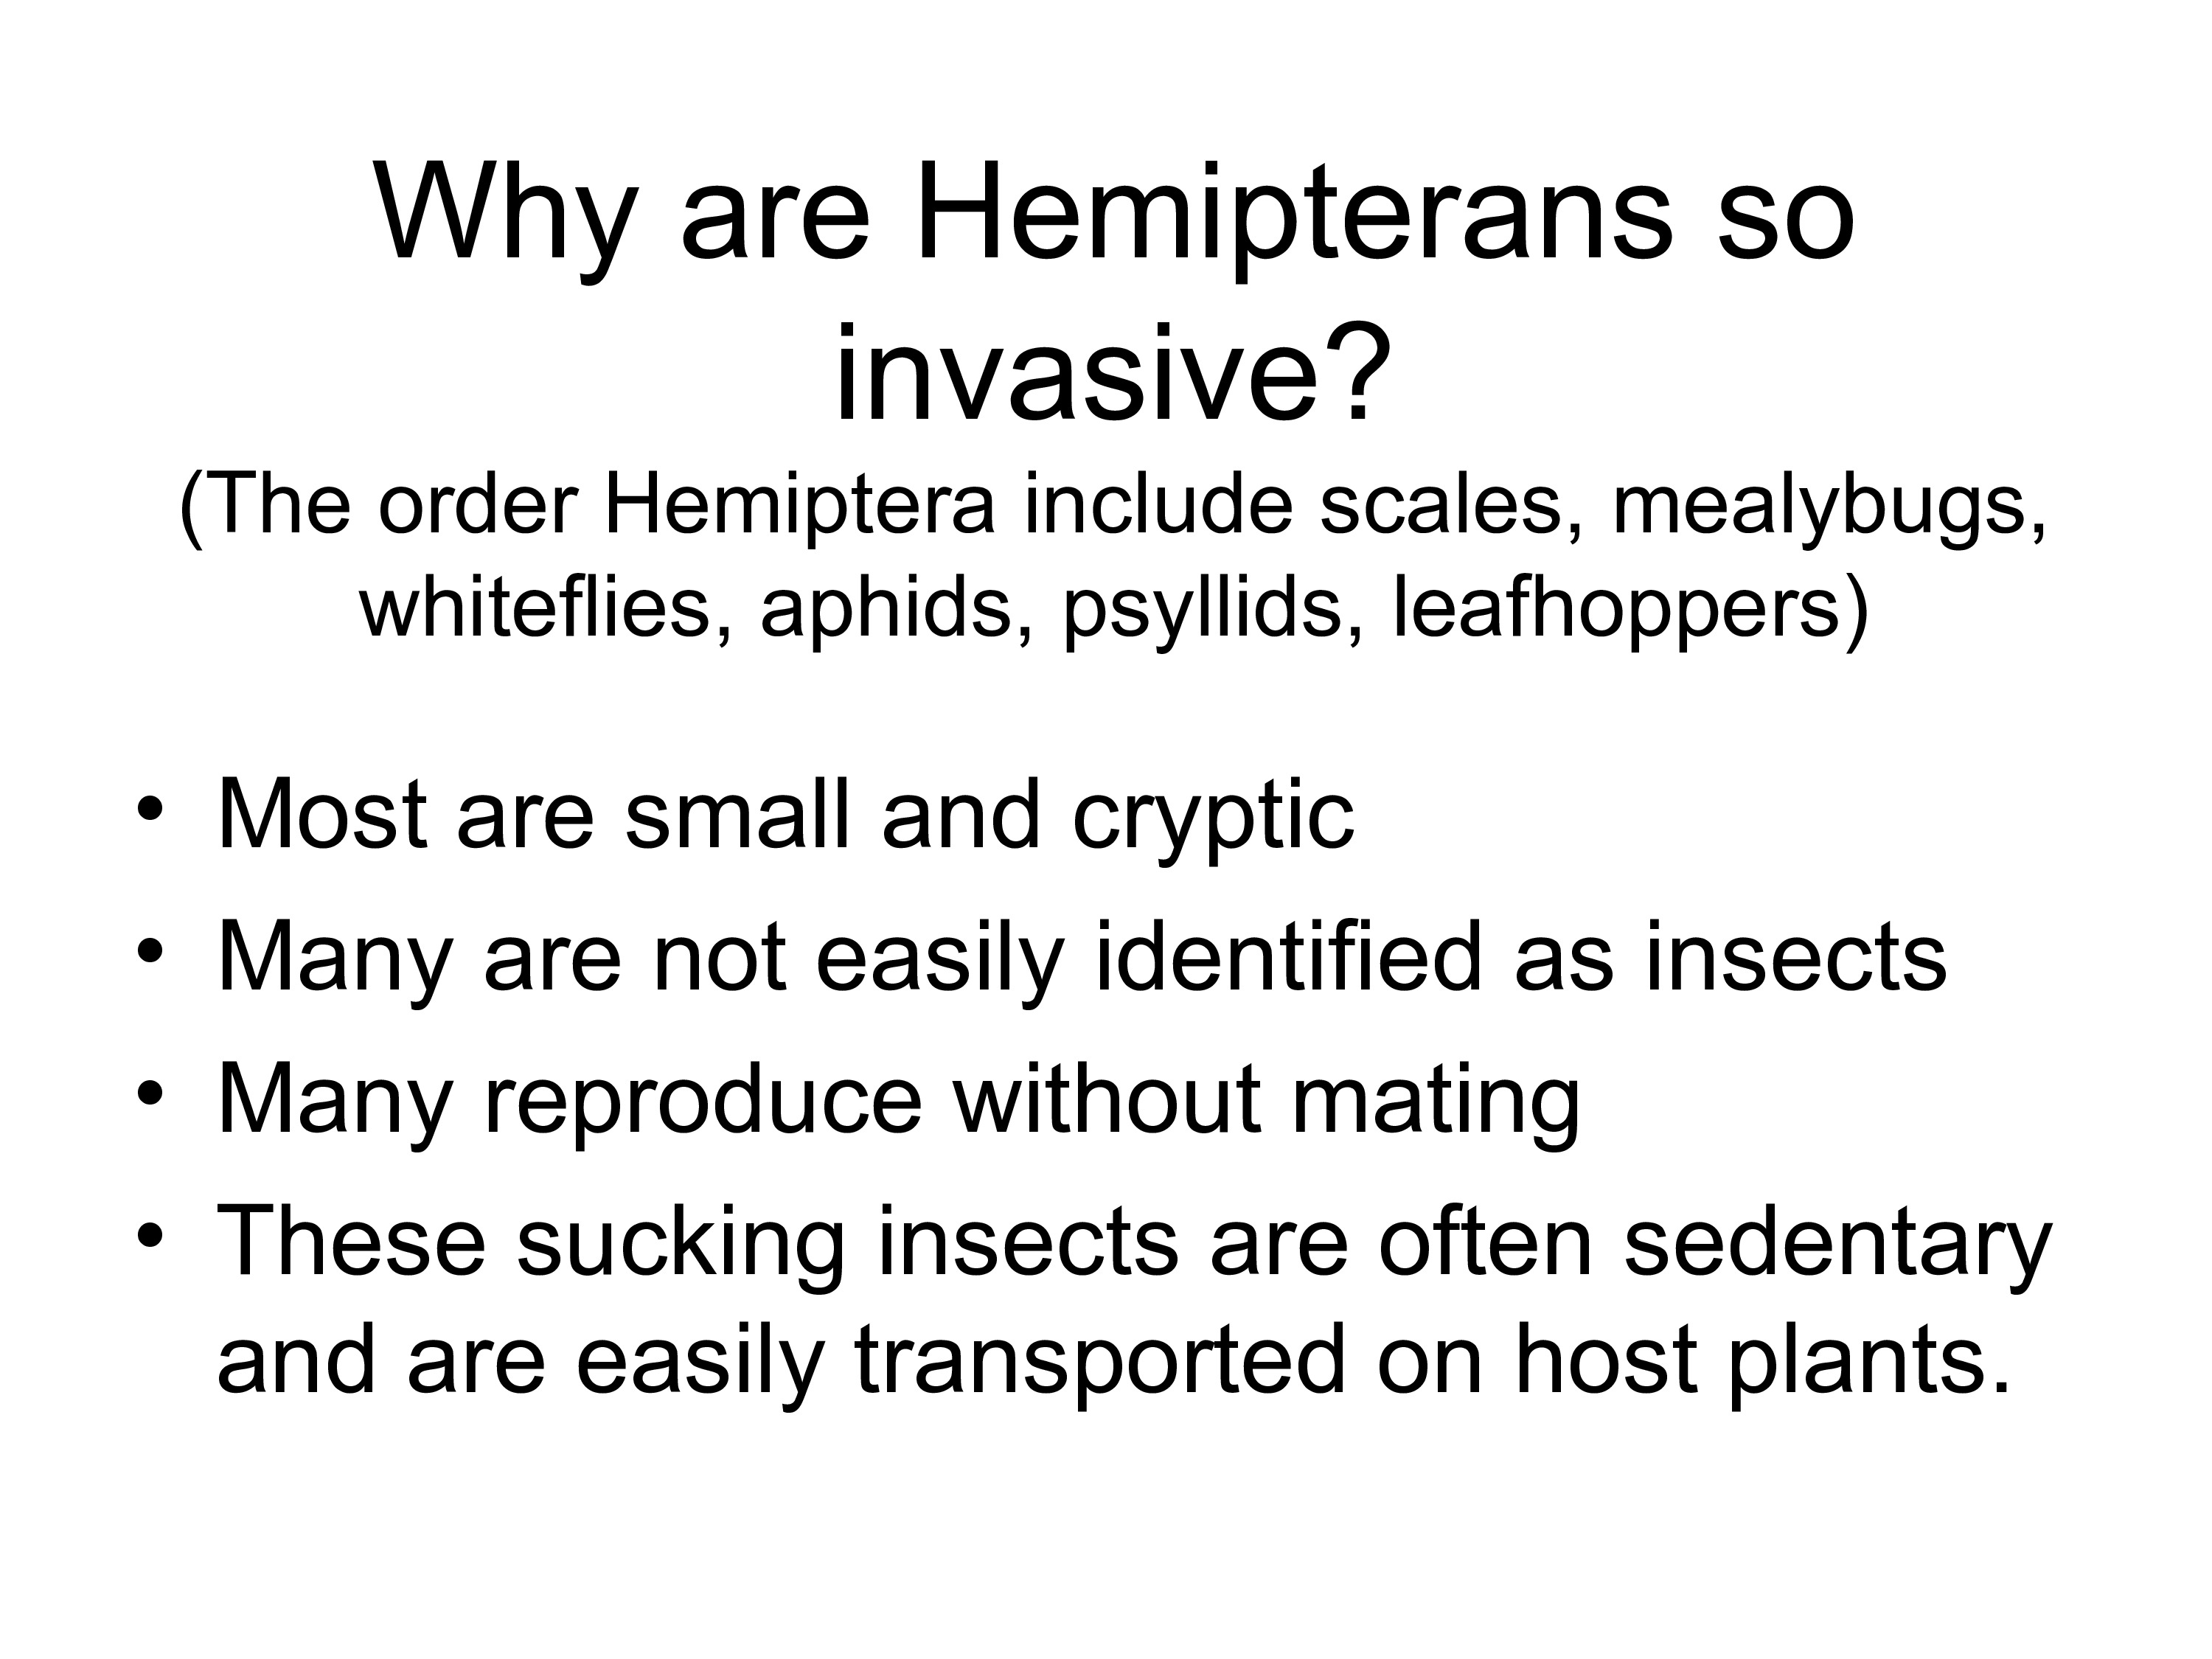 Why are Hemipterans so
invasive?
(The order Hemiptera include scales, mealybugs,
whiteflies, aphids, psyllids, leafhoppers)
• Most are small and cryptic
• Many are not easily identified as insects
• Many reproduce without mating
• These sucking insects are often sedentary
and are easily transported on host plants.